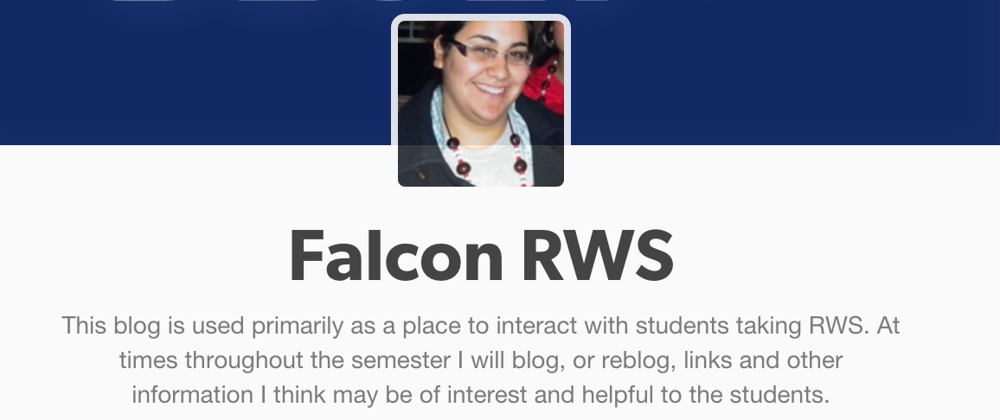 Falcon RWS
This blog is used primarily as a place to interact with students taking RWS. At
times throughout the semester I will blog, or reblog, links and other
information I think may be of interest and helpful to the students.